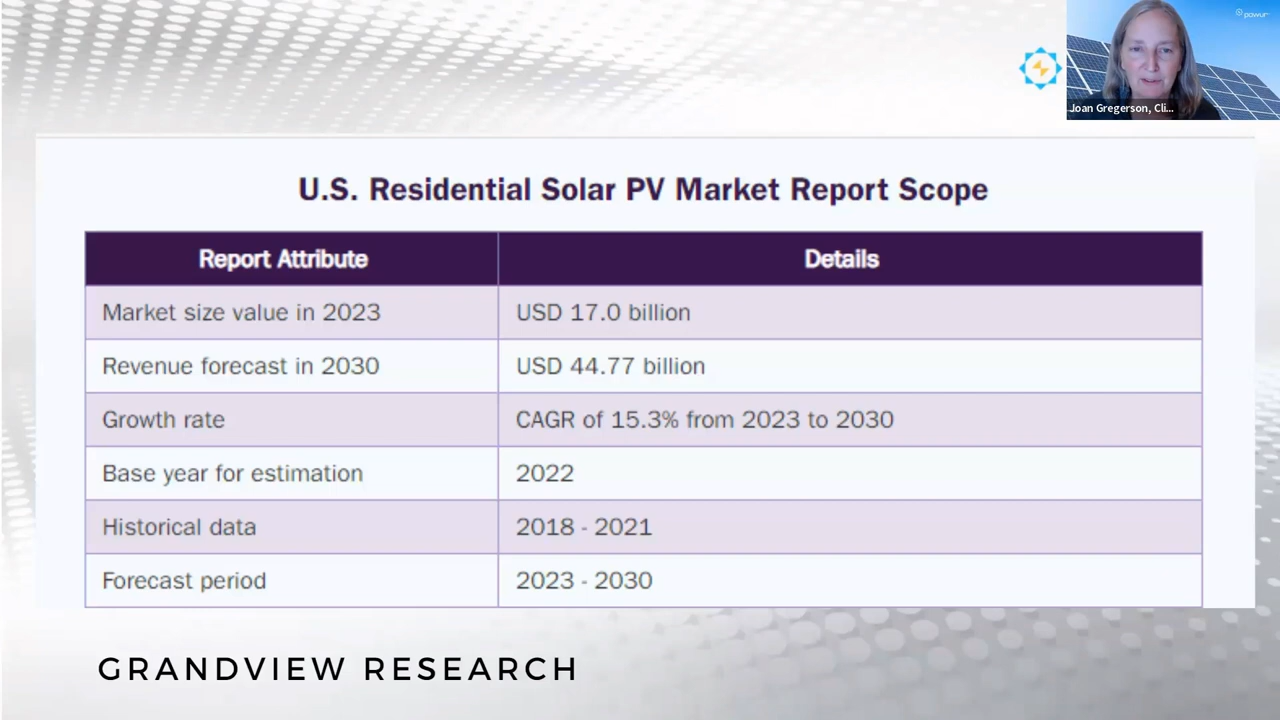 powur
Joan Gregerson, Cli...
U.S. Residential Solar PV Market Report Scope
Report Attribute Details
Market size value in 2023 USD 17.0 billion
Revenue forecast in 2030 USD 44.77 billion
Growth rate CAGR of 15.3% from 2023 to 2030
Base year for estimation 2022
Historical data 2018 - 2021
Forecast period 2023 - 2030
GRANDVIEW RESEARCH